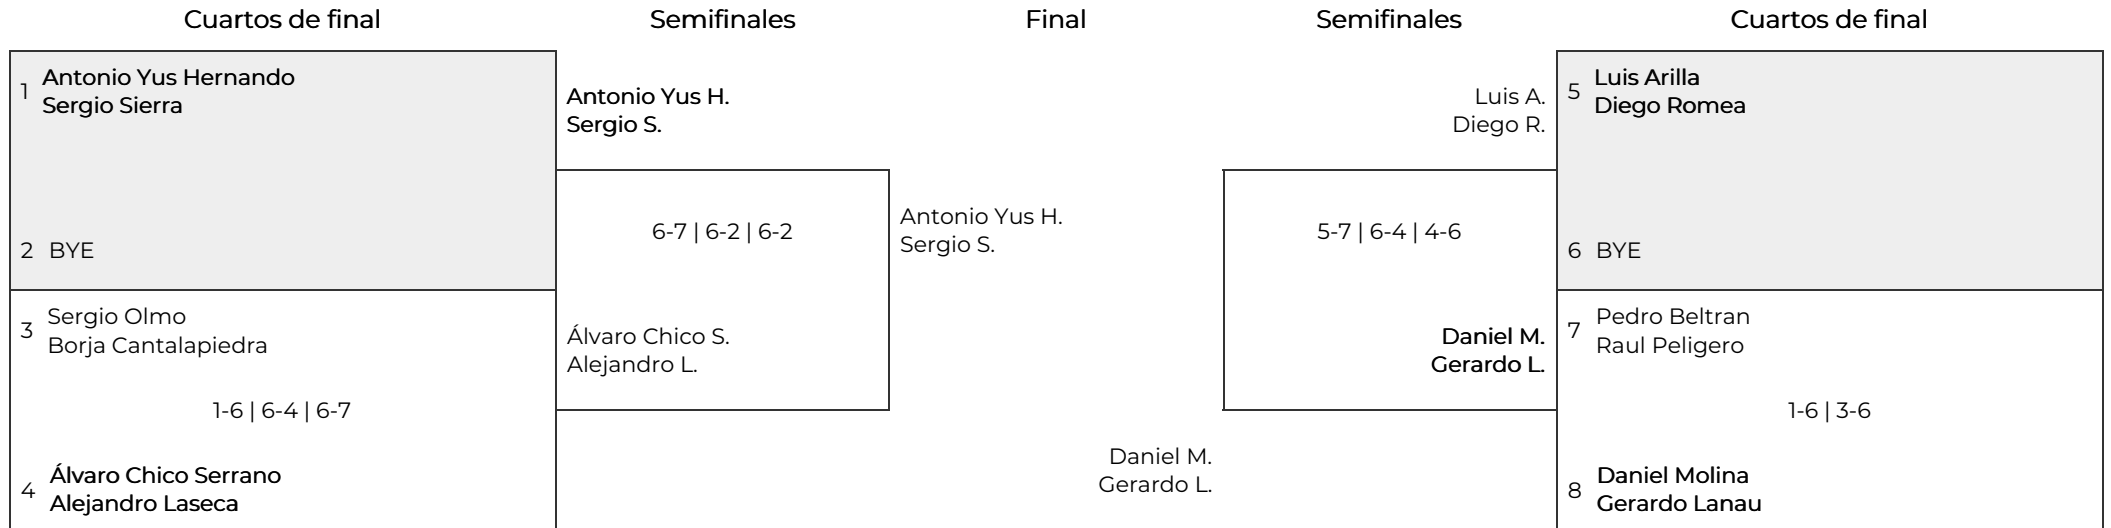 Cuartos de final
Semifinales
Final
Semifinales
Cuartos de final
1
Antonio Yus Hernando
Sergio Sierra
2 BYE
3
Sergio Olmo
Borja Cantalapiedra
1-6 | 6-4 | 6-7
4
Álvaro Chico Serrano
Alejandro Laseca
Antonio Yus H.
Sergio S.
6-7 | 6-2 | 6-2
Álvaro Chico S.
Alejandro L.
Antonio Yus H.
Sergio S.
Daniel M.
Gerardo L.
Luis A.
Diego R.
5-7 | 6-4 | 4-6
Daniel M.
Gerardo L.
5
Luis Arilla
Diego Romea
6 BYE
7
Pedro Beltran
Raul Peligero
1-6 | 3-6
8
Daniel Molina
Gerardo Lanau